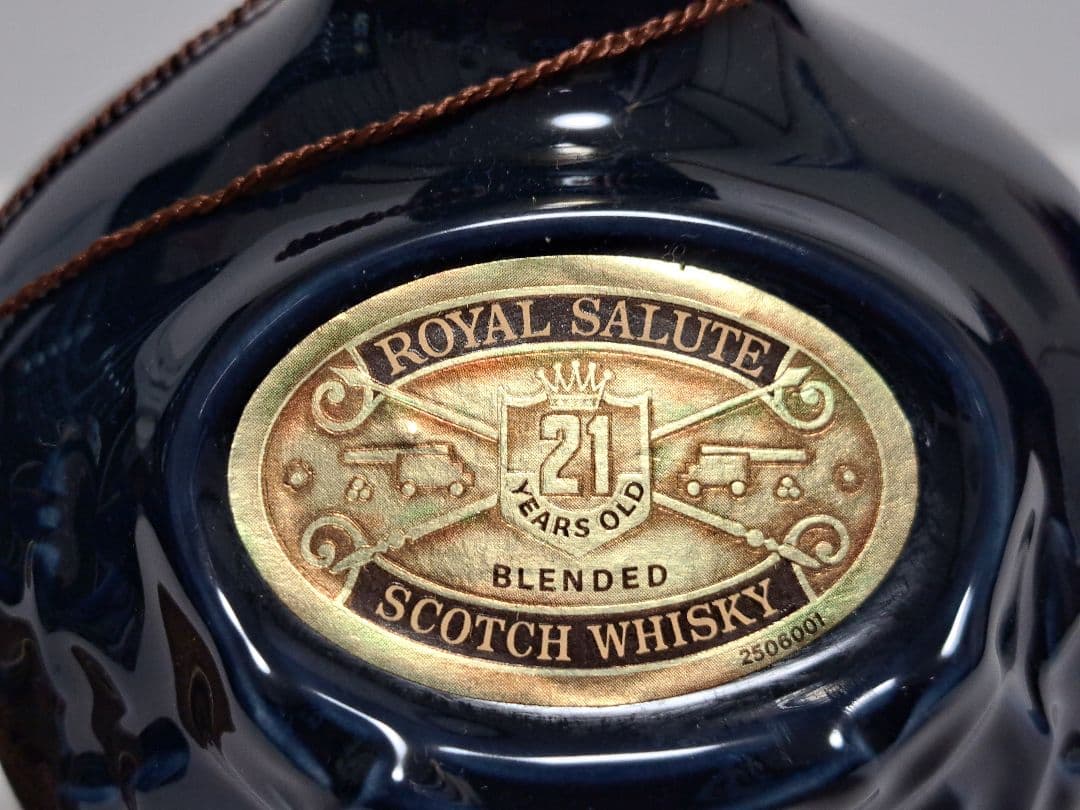 ROYAL SALUTE
21
YEARS OLD
BLENDED
SCOTCH WHISKY
2506001